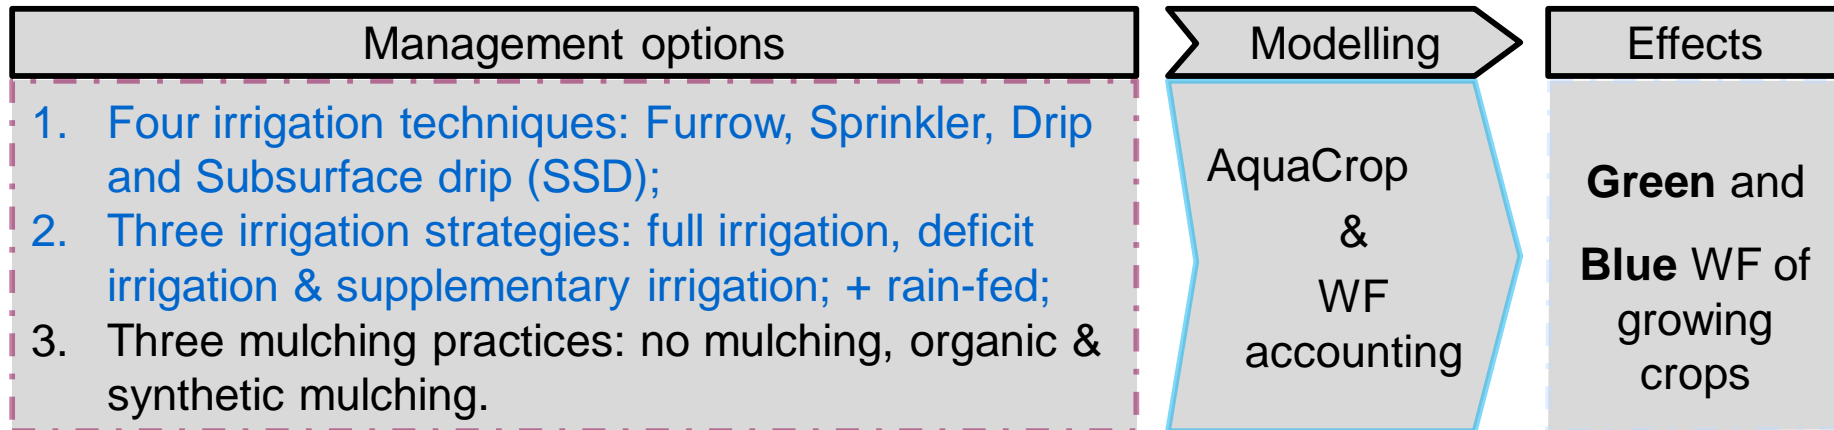 Management options
1. Four irrigation techniques: Furrow, Sprinkler, Drip
and Subsurface drip (SSD);
2. Three irrigation strategies: full irrigation, deficit
irrigation & supplementary irrigation; + rain-fed;
3. Three mulching practices: no mulching, organic &
synthetic mulching.
Modelling
AquaCrop
&
WF
accounting
Effects
Green and
Blue WF of
growing
crops